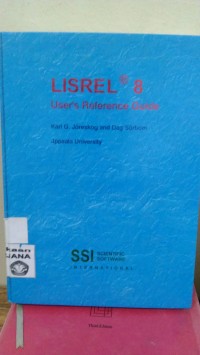 LISREL® 8
User's Reference Guide
Karl G. Jöreskog and Dag Sörbom
Uppsala University
SSI SCIENTIFIC
SOFTWARE
INTERNATIONAL